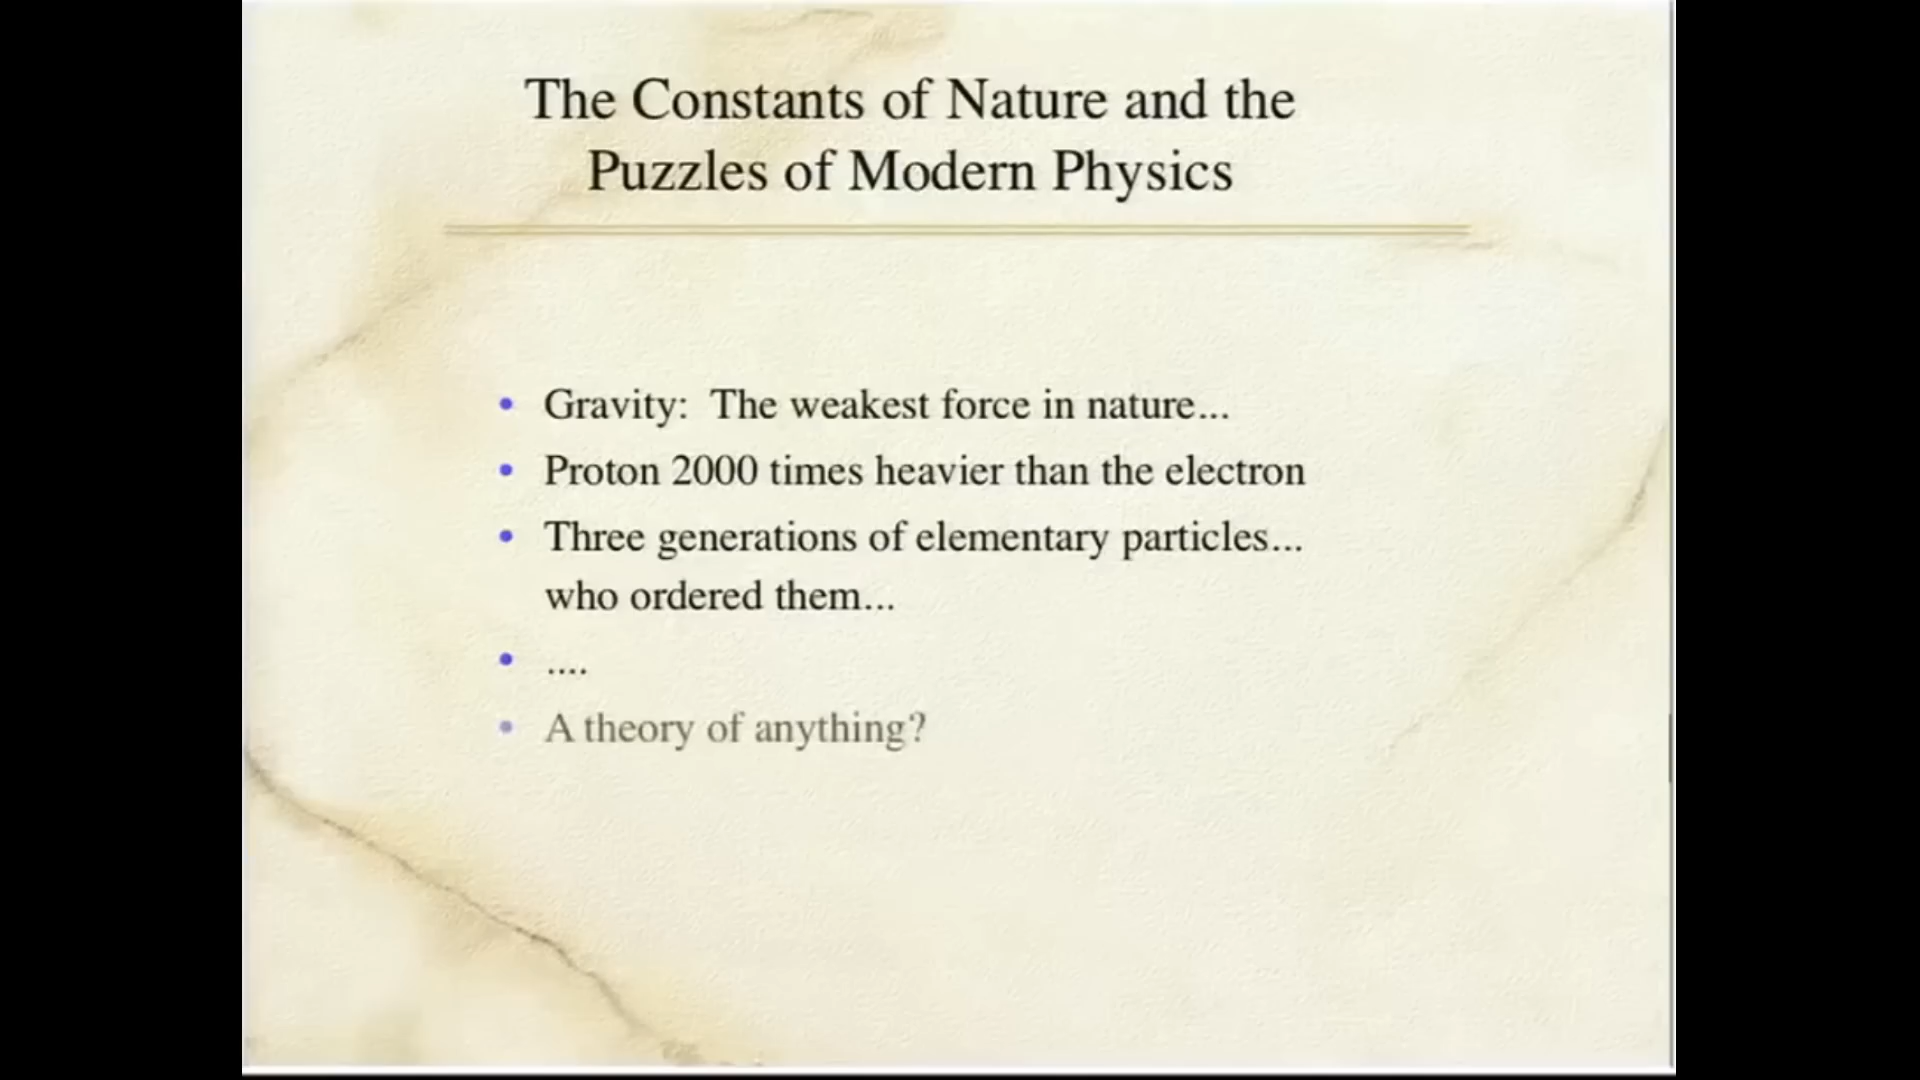 The Constants of Nature and the
Puzzles of Modern Physics
• Gravity:  The weakest force in nature...
• Proton 2000 times heavier than the electron
• Three generations of elementary particles...
who ordered them...
• ....
• A theory of anything?